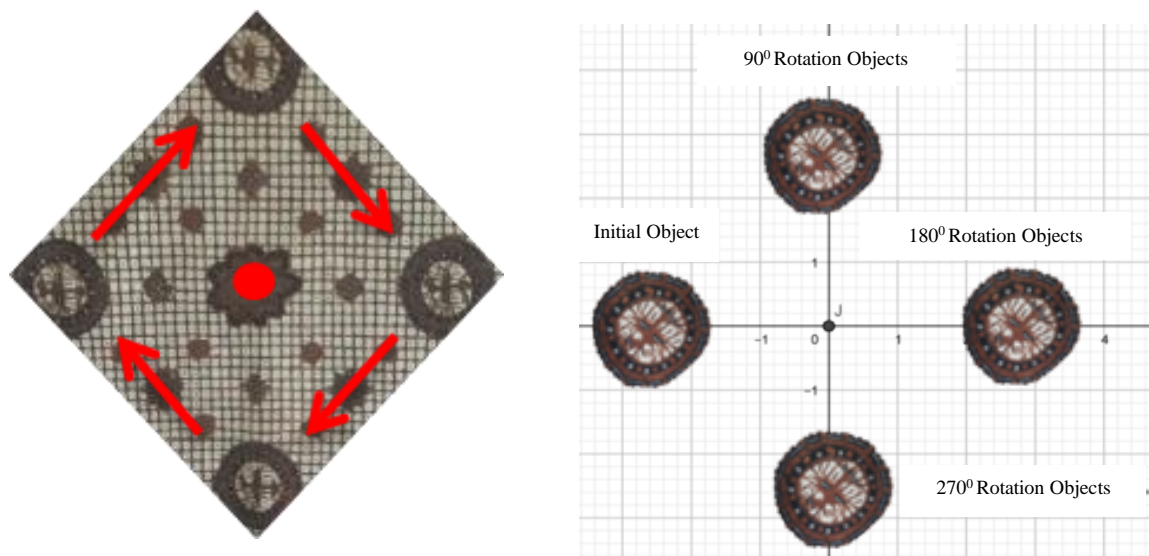 90⁰ Rotation Objects
Initial Object
180⁰ Rotation Objects
1
J
-1
0
1
4
-1
270⁰ Rotation Objects